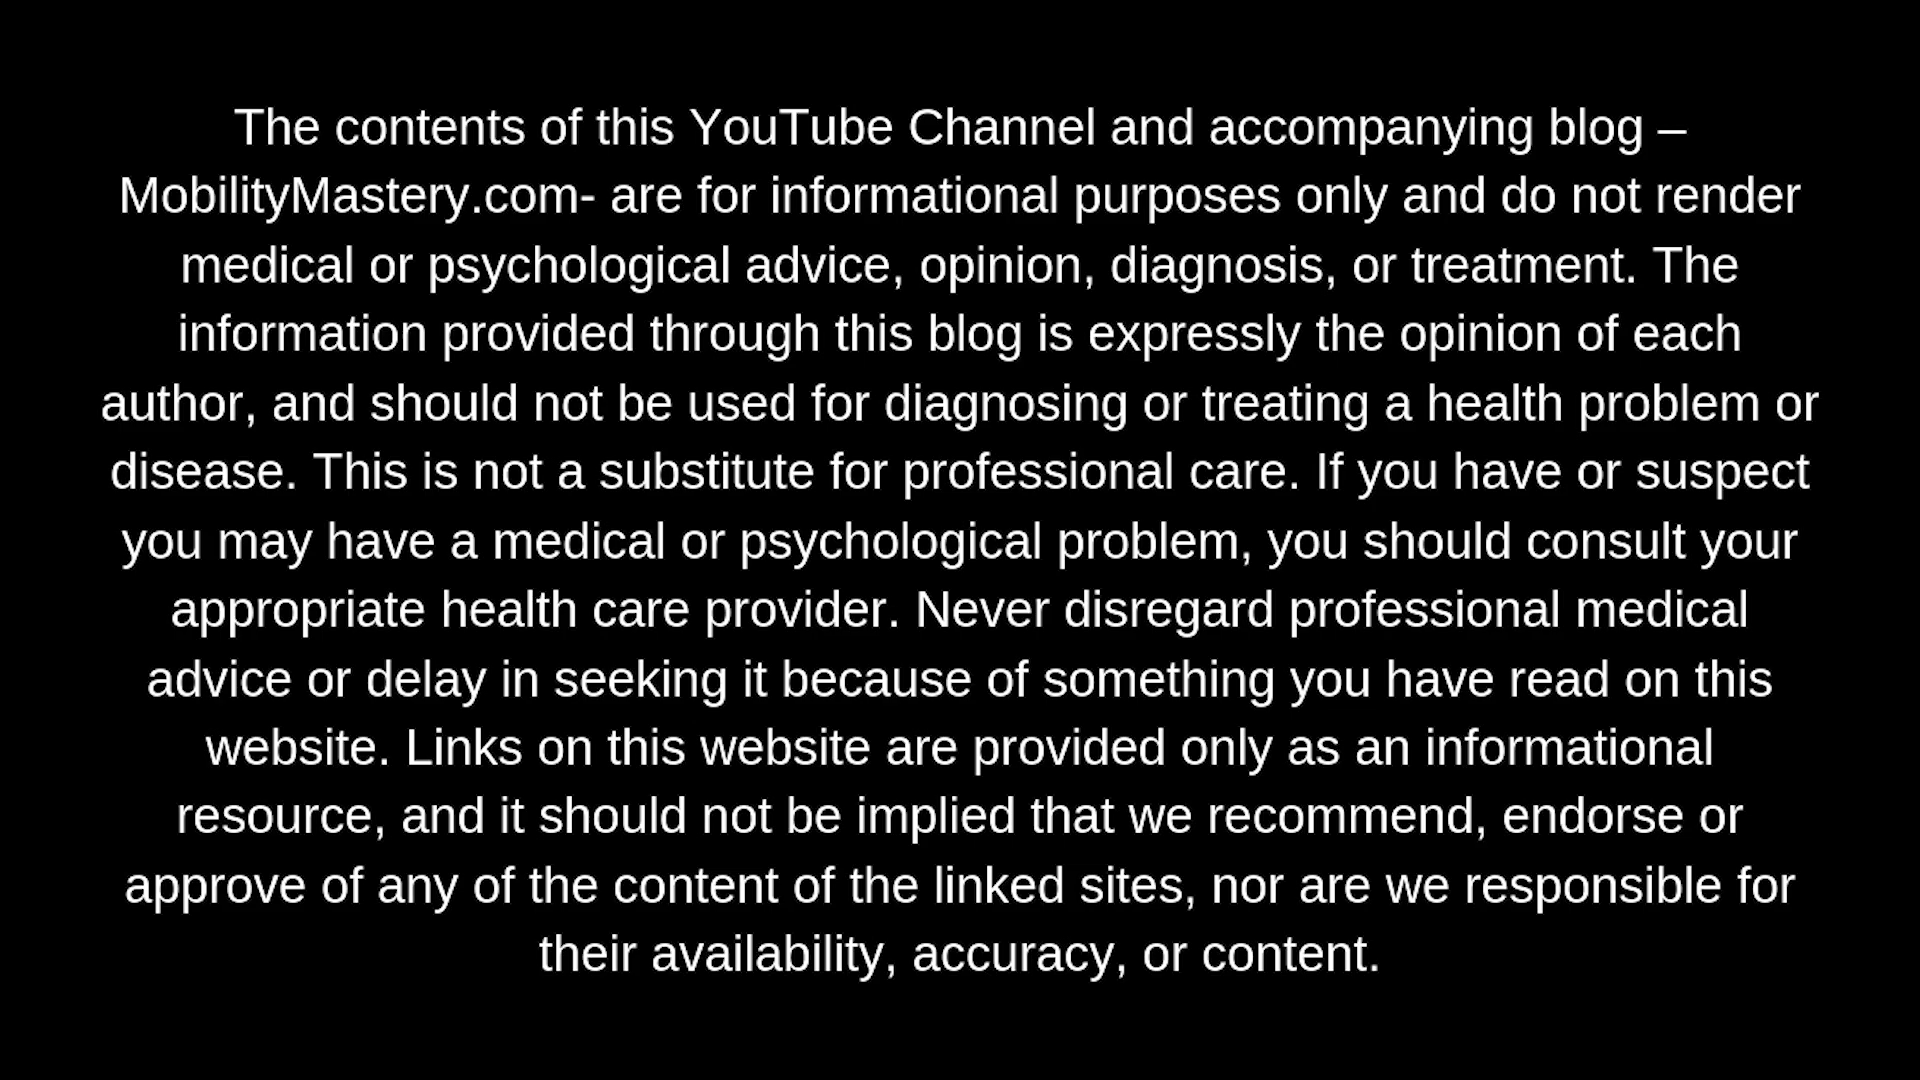 The contents of this YouTube Channel and accompanying blog –
MobilityMastery.com- are for informational purposes only and do not render
medical or psychological advice, opinion, diagnosis, or treatment. The
information provided through this blog is expressly the opinion of each
author, and should not be used for diagnosing or treating a health problem or
disease. This is not a substitute for professional care. If you have or suspect
you may have a medical or psychological problem, you should consult your
appropriate health care provider. Never disregard professional medical
advice or delay in seeking it because of something you have read on this
website. Links on this website are provided only as an informational
resource, and it should not be implied that we recommend, endorse or
approve of any of the content of the linked sites, nor are we responsible for
their availability, accuracy, or content.